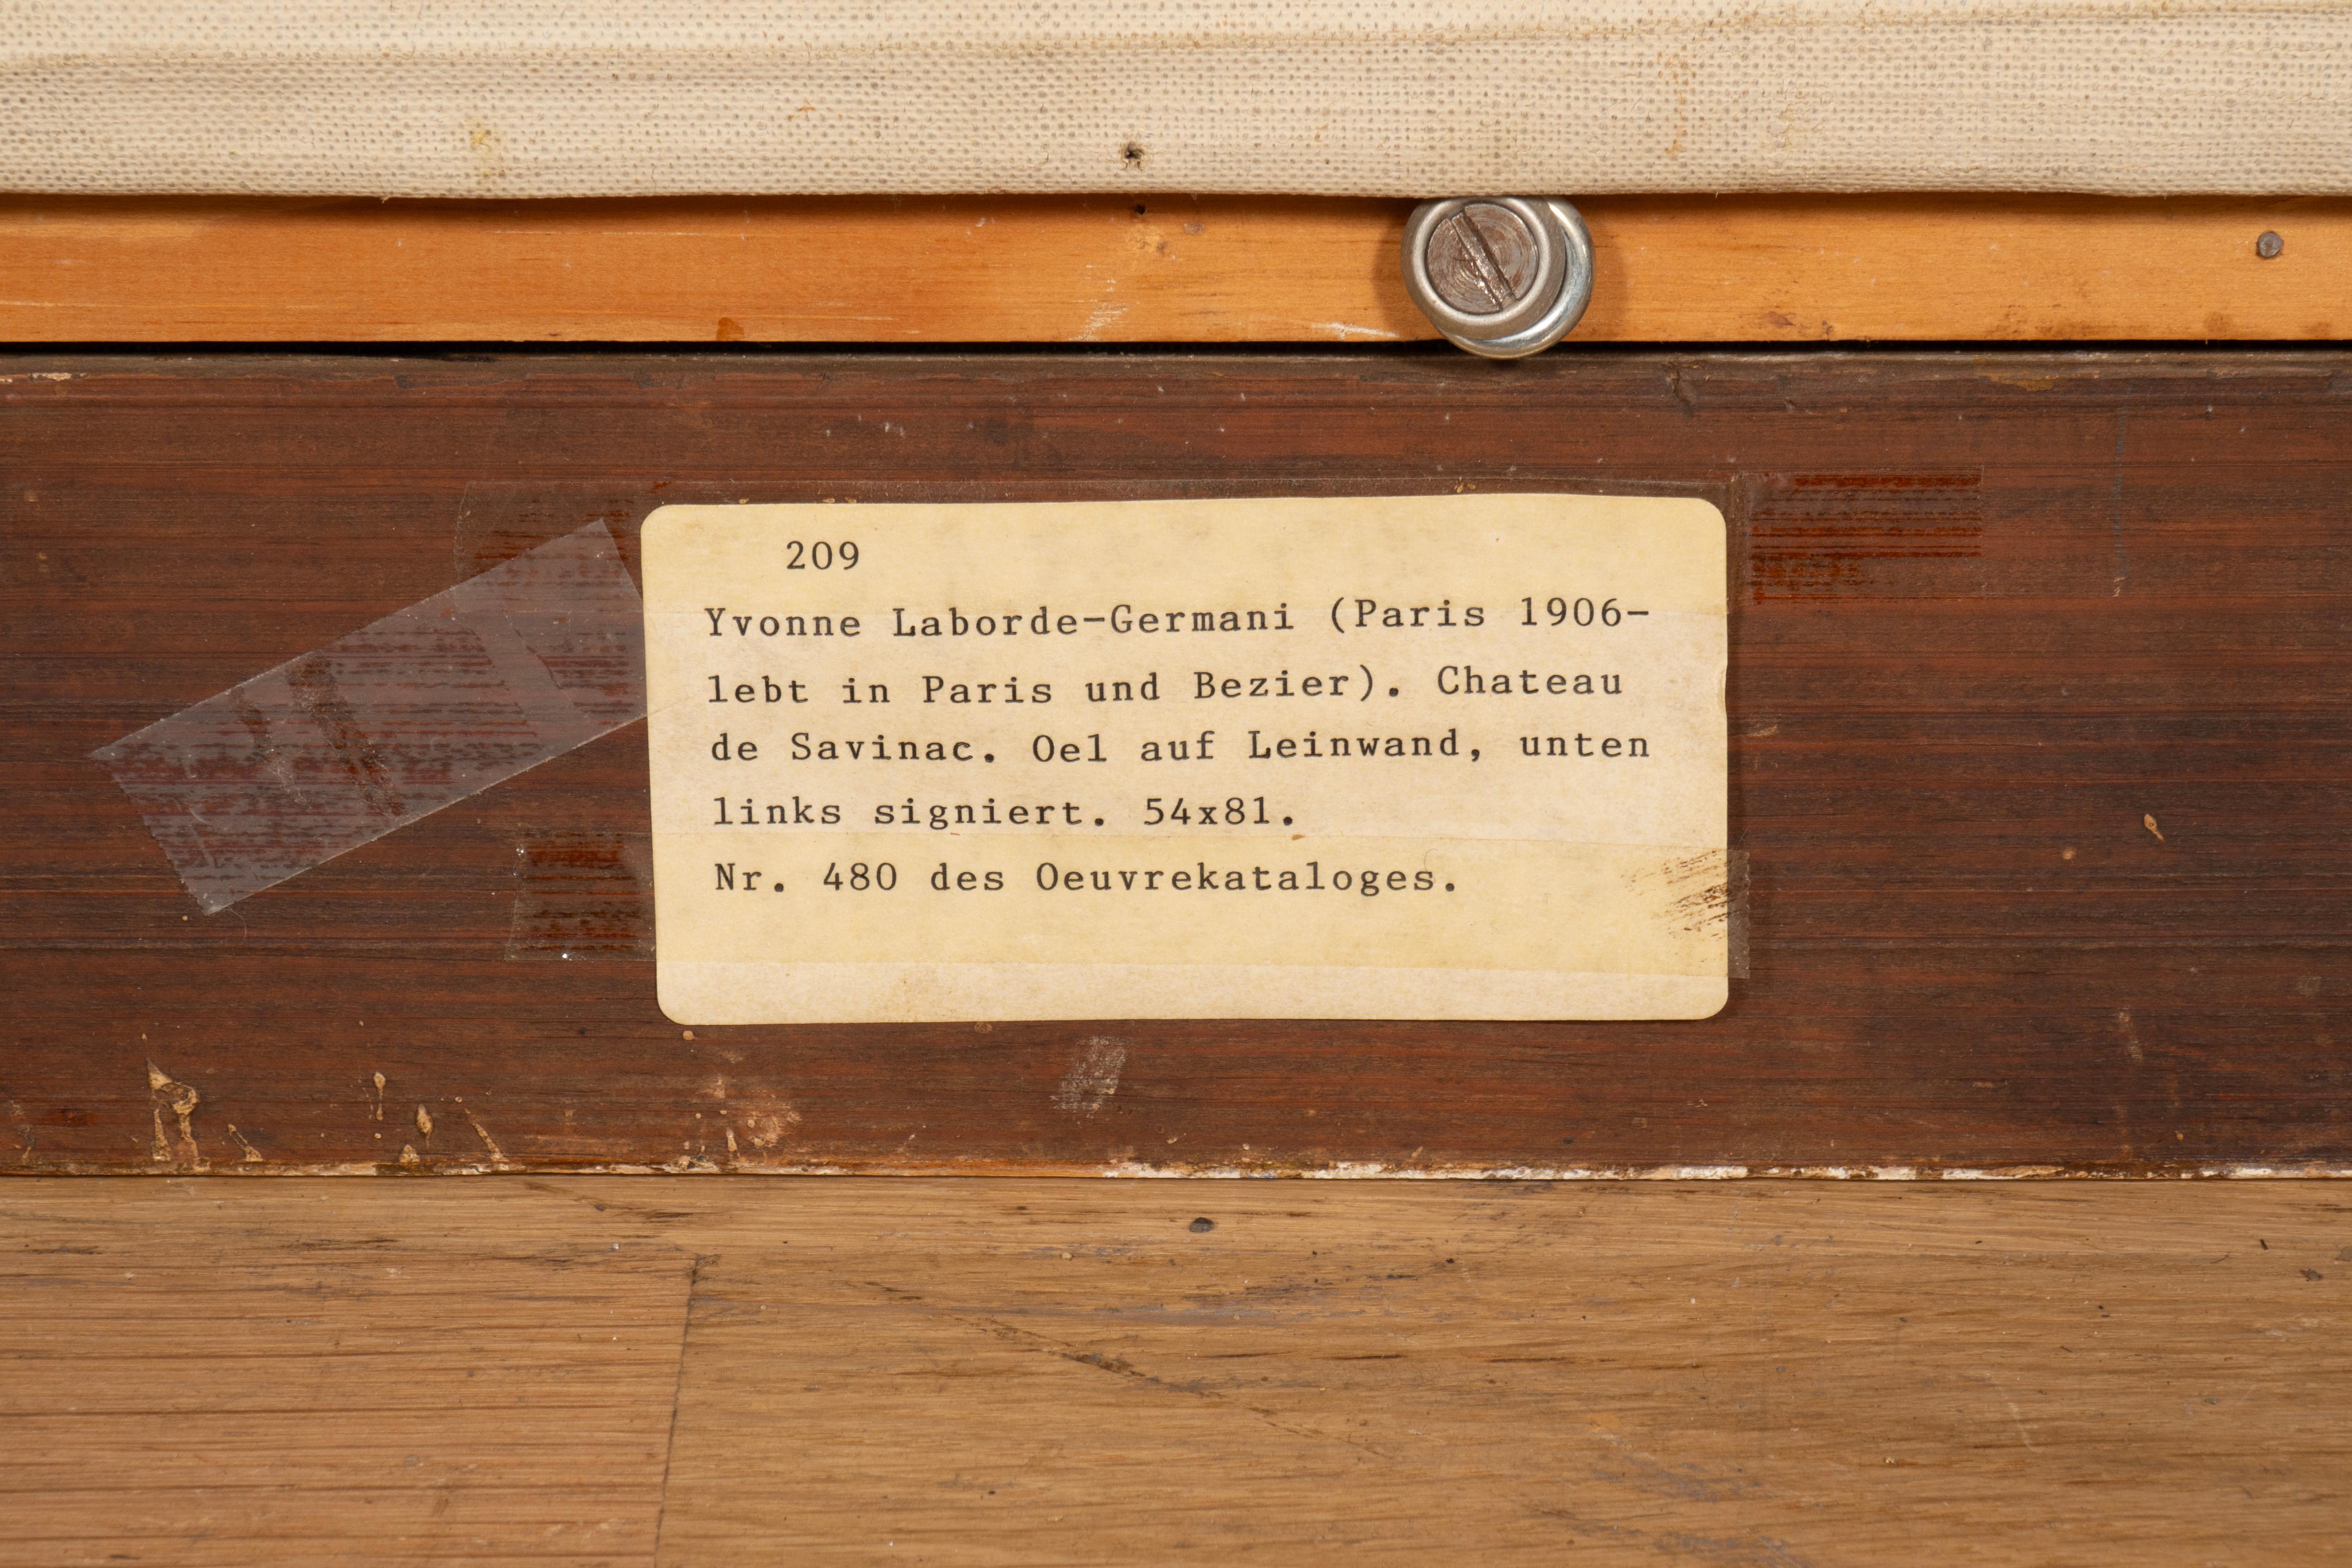 209
Yvonne Laborde-Germani (Paris 1906-
lebt in Paris und Bezier). Chateau
de Savinac. Oel auf Leinwand, unten
links signiert. 54x81.
Nr. 480 des Oeuvrekataloges.